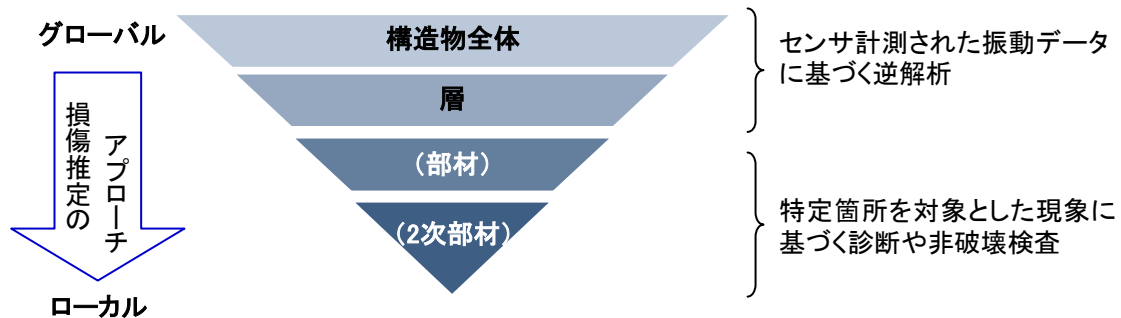 グローバル
損傷推定の
アプローチ
ローカル
構造物全体
層
(部材)
(2次部材)
センサ計測された振動データ
に基づく逆解析
特定箇所を対象とした現象に
基づく診断や非破壊検査